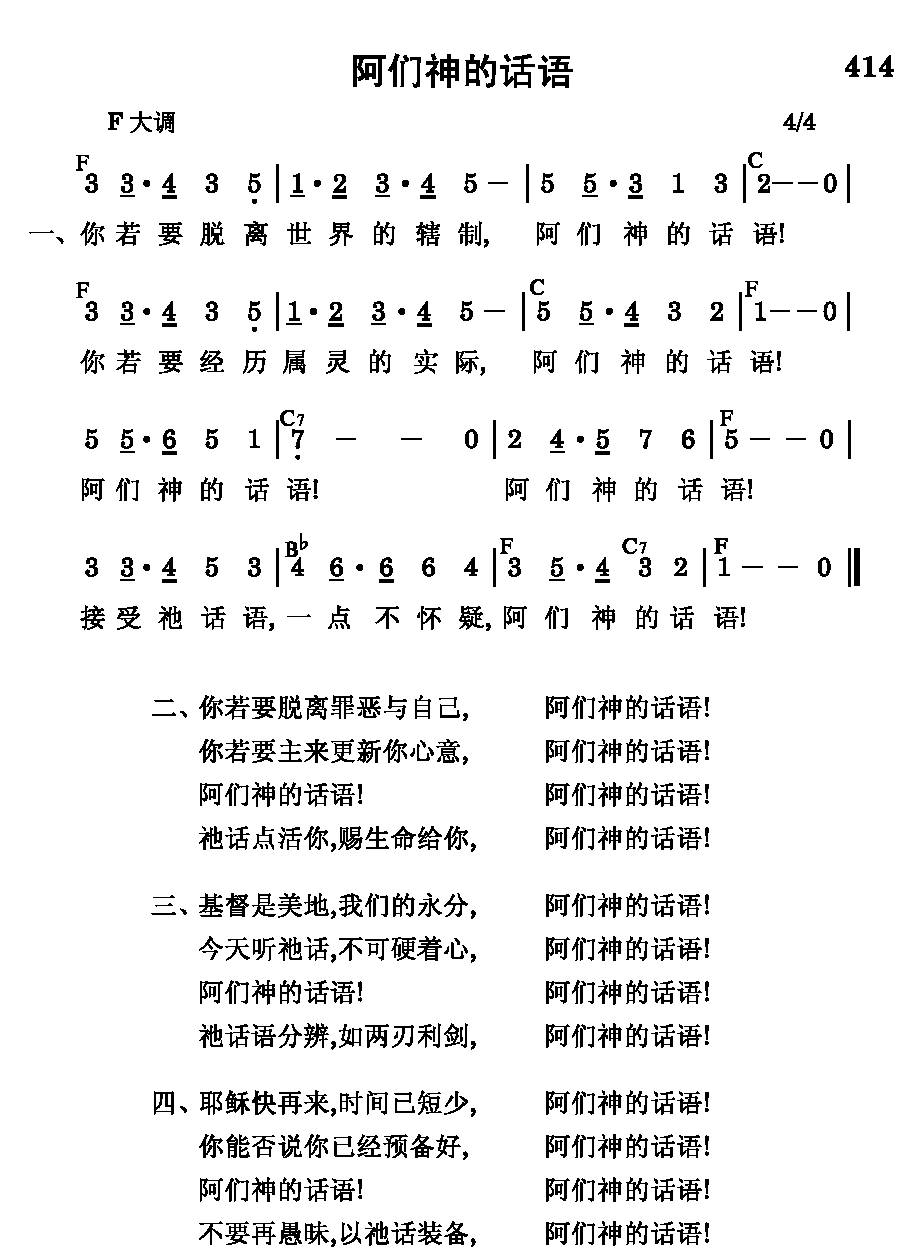 阿们神的话语 414
F 大调 4/4
F C
3 3·4 3 5̣ | 1·2 3·4 5 – | 5 5·3 1 3 | 2 – – 0 |
一、你若要脱离世界的辖制, 阿们神的话语!
F C F
3 3·4 3 5̣ | 1·2 3·4 5 – | 5 5·4 3 2 | 1 – – 0 |
你若要经历属灵的实际, 阿们神的话语!
C7 F
5 5·6 5 1 | 7̣ – – 0 | 2 4·5 7 6 | 5 – – 0 |
阿们神的话语! 阿们神的话语!
B♭ F C7 F
3 3·4 5 3 | 4 6·6 6 4 | 3 5·4 3 2 | 1 – – 0 ‖
接受祂话语,一点不怀疑,阿们神的话语!
二、你若要脱离罪恶与自己, 阿们神的话语!
你若要主来更新你心意, 阿们神的话语!
阿们神的话语! 阿们神的话语!
祂话点活你,赐生命给你, 阿们神的话语!
三、基督是美地,我们的永分, 阿们神的话语!
今天听祂话,不可硬着心, 阿们神的话语!
阿们神的话语! 阿们神的话语!
祂话语分辨,如两刃利剑, 阿们神的话语!
四、耶稣快再来,时间已短少, 阿们神的话语!
你能否说你已经预备好, 阿们神的话语!
阿们神的话语! 阿们神的话语!
不要再愚昧,以祂话装备, 阿们神的话语!